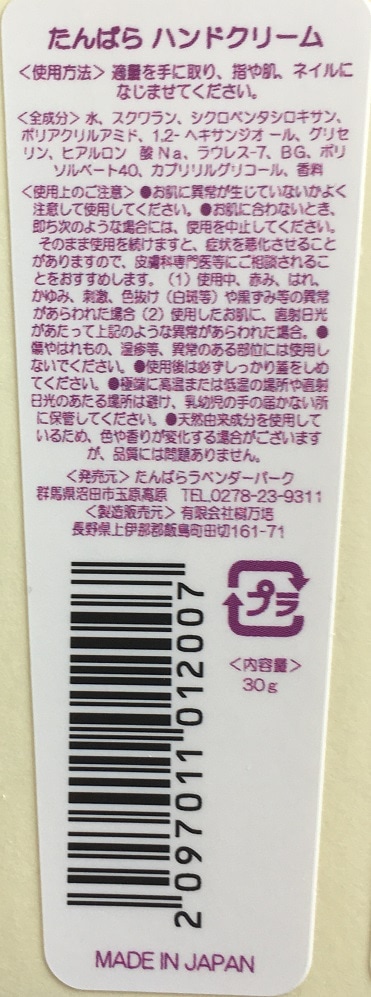 たんばら ハンドクリーム
＜使用方法＞ 適量を手に取り、指や肌、ネイルに
なじませてください。
＜全成分＞ 水、スクワラン、シクロペンタシロキサン、
ポリアクリルアミド、1,2-ヘキサンジオール、グリセ
リン、ヒアルロン 酸Na、ラウレス-7、BG、ポリ
ソルベート40、カプリリルグリコール、香料
＜使用上のご注意＞ ●お肌に異常が生じていないかよく
注意して使用してください。●お肌に合わないとき、
即ち次のような場合には、使用を中止してください。
そのまま使用を続けますと、症状を悪化させること
がありますので、皮膚科専門医等にご相談されるこ
とをおすすめします。（1）使用中、赤み、はれ、
かゆみ、刺激、色抜け（白斑等）や黒ずみ等の異常
があらわれた場合（2）使用したお肌に、直射日光
があたって上記のような異常があらわれた場合。●
傷やはれもの、湿疹等、異常のある部位には使用し
ないでください。●使用後は必ずしっかり蓋をしめ
てください。●極端に高温または低温の場所や直射
日光のあたる場所は避け、乳幼児の手の届かない所
に保管してください。●天然由来成分を使用して
いるため、色や香りが変化する場合がございます
が、品質には問題ありません。
＜発売元＞ たんばらラベンダーパーク
群馬県沼田市玉原高原 TEL.0278-23-9311
＜製造販売元＞ 有限会社樹万培
長野県上伊那郡飯島町田切161-71
プラ
＜内容量＞
30g
2 097011 012007
MADE IN JAPAN